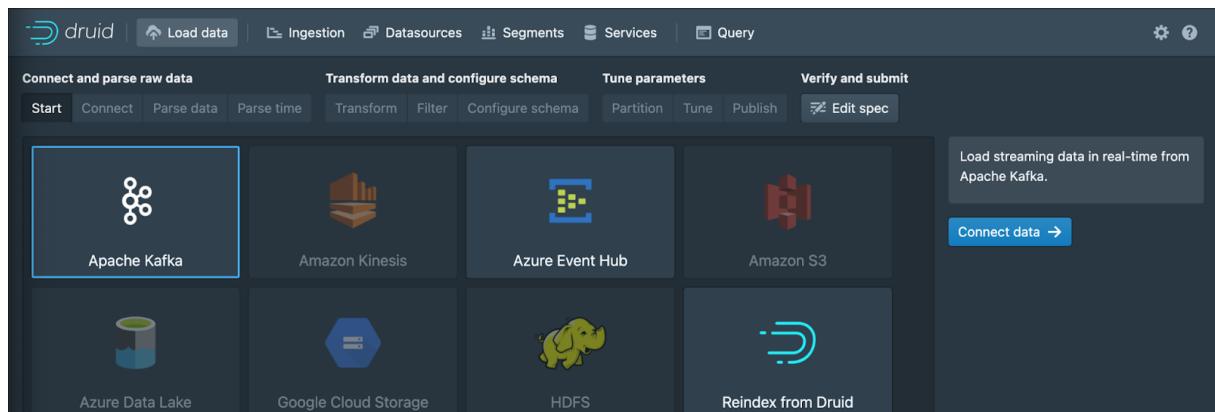 druid Load data Ingestion Datasources Segments Services Query
Connect and parse raw data Transform data and configure schema Tune parameters Verify and submit
Start Connect Parse data Parse time Transform Filter Configure schema Partition Tune Publish Edit spec
Load streaming data in real-time from
Apache Kafka.
Connect data
Apache Kafka Amazon Kinesis Azure Event Hub Amazon S3
Azure Data Lake Google Cloud Storage HDFS Reindex from Druid